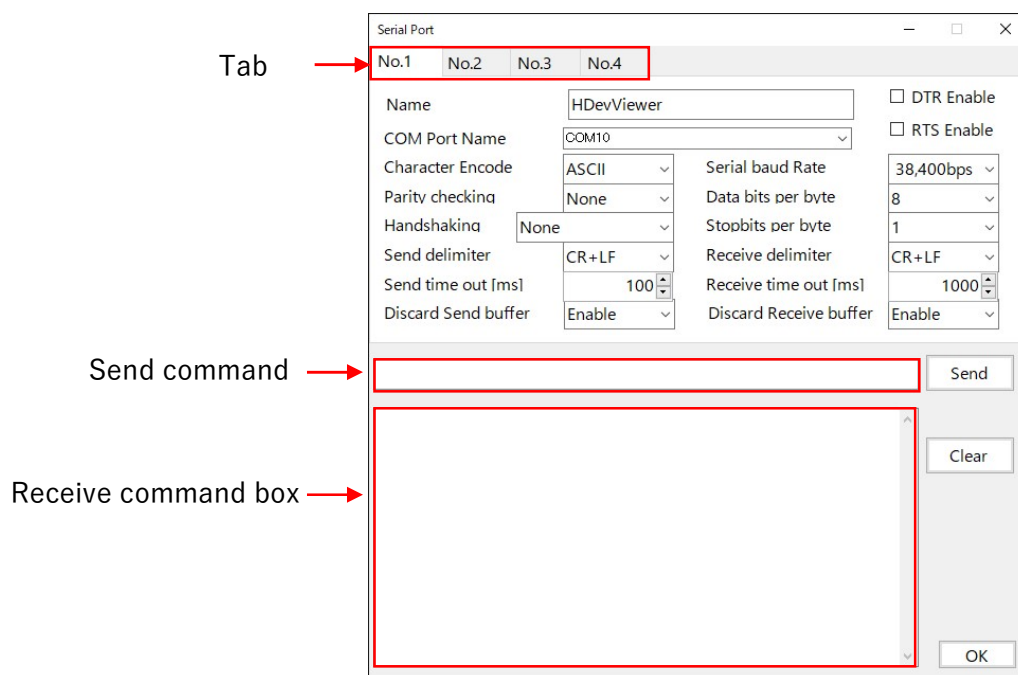 Serial Port
Tab
No.1 No.2 No.3 No.4
Name HDevViewer DTR Enable
COM Port Name COM10 RTS Enable
Character Encode ASCII Serial baud Rate 38,400bps
Parity checking None Data bits per byte 8
Handshaking None Stopbits per byte 1
Send delimiter CR+LF Receive delimiter CR+LF
Send time out [ms] 100 Receive time out [ms] 1000
Discard Send buffer Enable Discard Receive buffer Enable
Send command Send
Clear
Receive command box
OK